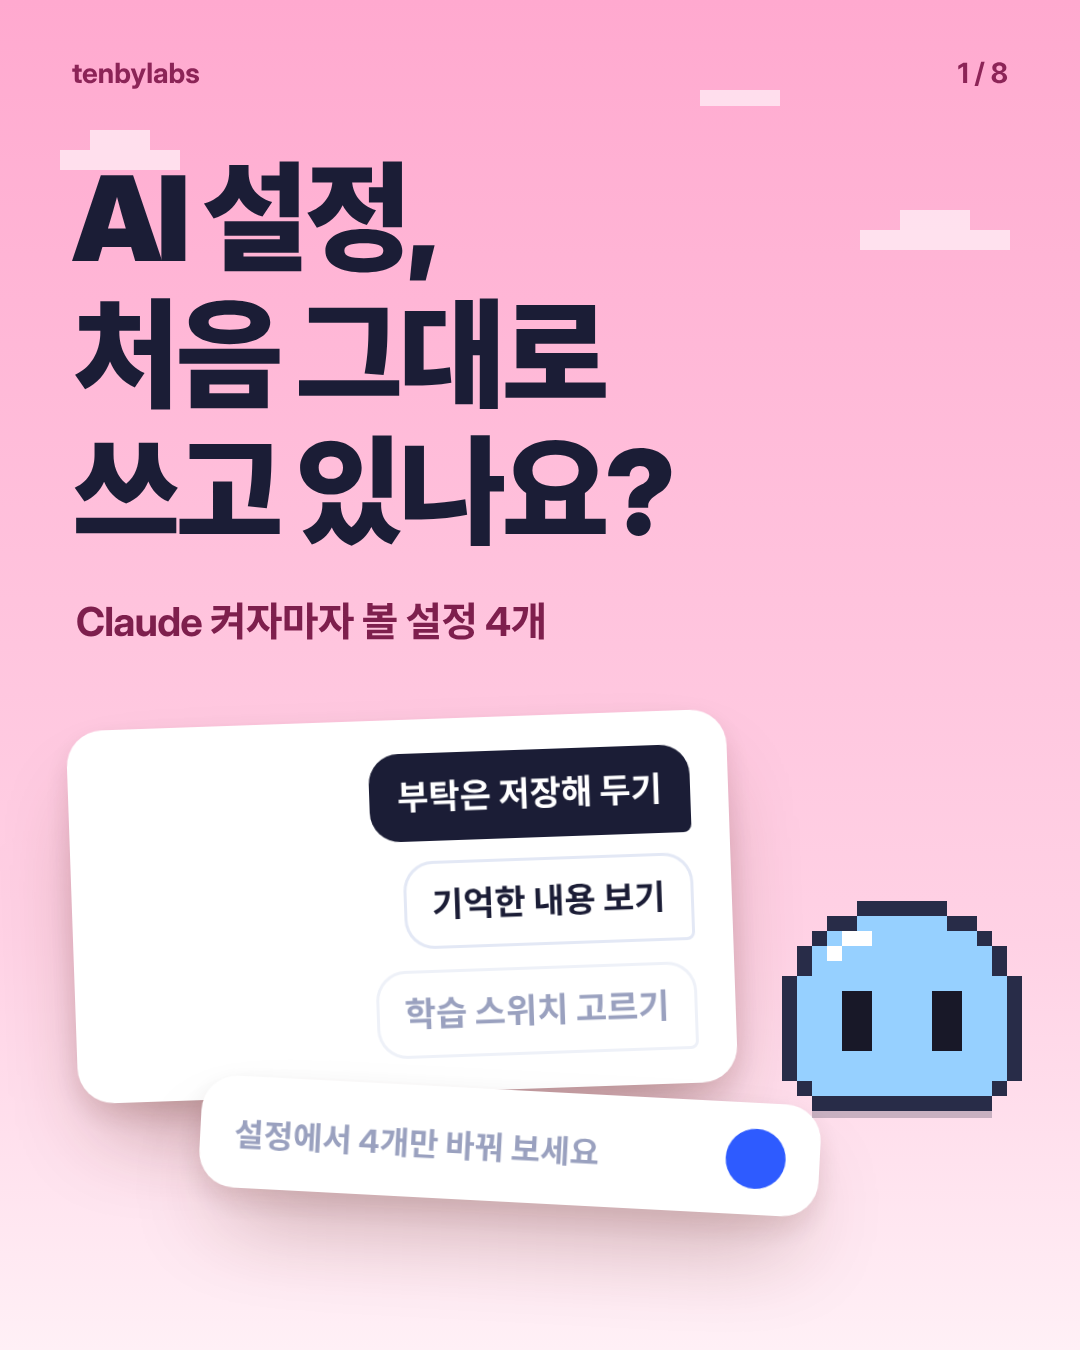 tenbylabs
1 / 8
AI 설정,
처음 그대로
쓰고 있나요?
Claude 켜자마자 볼 설정 4개
부탁은 저장해 두기
기억한 내용 보기
학습 스위치 고르기
설정에서 4개만 바꿔 보세요